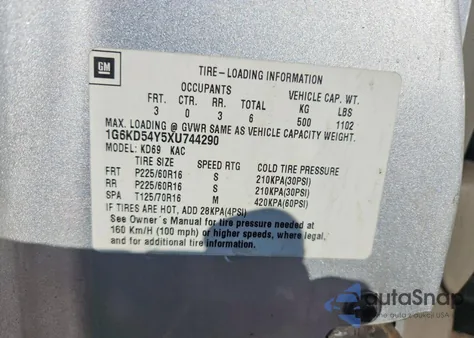 GM
TIRE-LOADING INFORMATION
OCCUPANTS VEHICLE CAP. WT.
FRT. CTR. RR. TOTAL KG LBS
3 0 3 6 500 1102
MAX. LOADING @ GVWR SAME AS VEHICLE CAPACITY WEIGHT.
1G6KD54Y5XU744290
MODEL: KD69 KAC
TIRE SIZE SPEED RTG COLD TIRE PRESSURE
FRT P225/60R16 S 210KPA(30PSI)
RR P225/60R16 S 210KPA(30PSI)
SPA T125/70R16 M 420KPA(60PSI)
IF TIRES ARE HOT, ADD 28KPA(4PSI)
See Owner's Manual for tire pressure needed at
160 Km/H (100 mph) or higher speeds, where legal,
and for additional tire information.
autaSnap